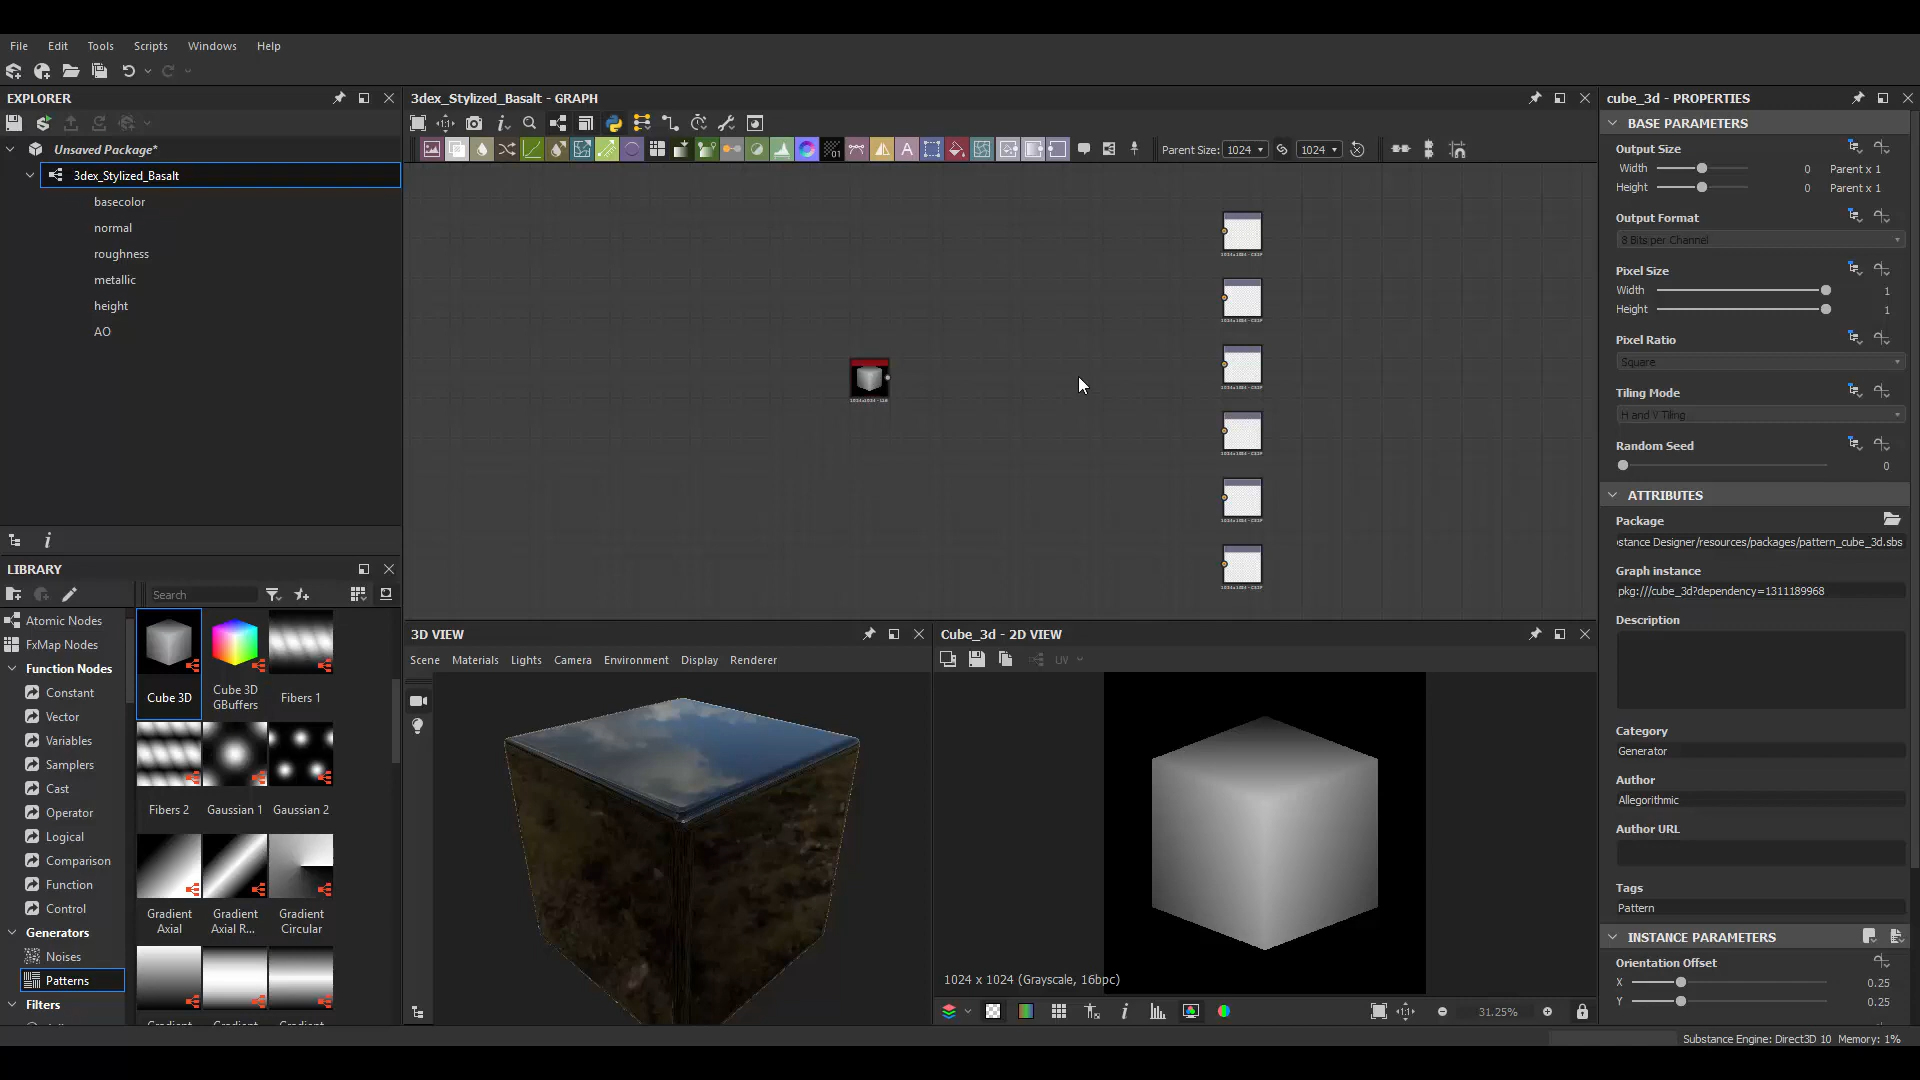 File Edit Tools Scripts Windows Help
EXPLORER
Unsaved Package*
3dex_Stylized_Basalt
basecolor
normal
roughness
metallic
height
AO
LIBRARY
Search
Atomic Nodes
FxMap Nodes
Function Nodes
Constant
Vector
Variables
Samplers
Cast
Operator
Logical
Comparison
Function
Control
Generators
Noises
Patterns
Filters
Cube 3D
Cube 3D GBuffers
Fibers 1
Fibers 2
Gaussian 1
Gaussian 2
Gradient Axial
Gradient Axial R...
Gradient Circular
3dex_Stylized_Basalt - GRAPH
Parent Size: 1024 1024
3D VIEW
Scene Materials Lights Camera Environment Display Renderer
Cube_3d - 2D VIEW
UV
1024 x 1024 (Grayscale, 16bpc)
31.25%
cube_3d - PROPERTIES
BASE PARAMETERS
Output Size
Width 0 Parent x 1
Height 0 Parent x 1
Output Format
8 Bits per Channel
Pixel Size
Width 1
Height 1
Pixel Ratio
Square
Tiling Mode
H and V Tiling
Random Seed
0
ATTRIBUTES
Package
stance Designer/resources/packages/pattern_cube_3d.sbs
Graph instance
pkg:///cube_3d?dependency=1311189968
Description
Category
Generator
Author
Allegorithmic
Author URL
Tags
Pattern
INSTANCE PARAMETERS
Orientation Offset
X 0.25
Y 0.25
Substance Engine: Direct3D 10 Memory: 1%